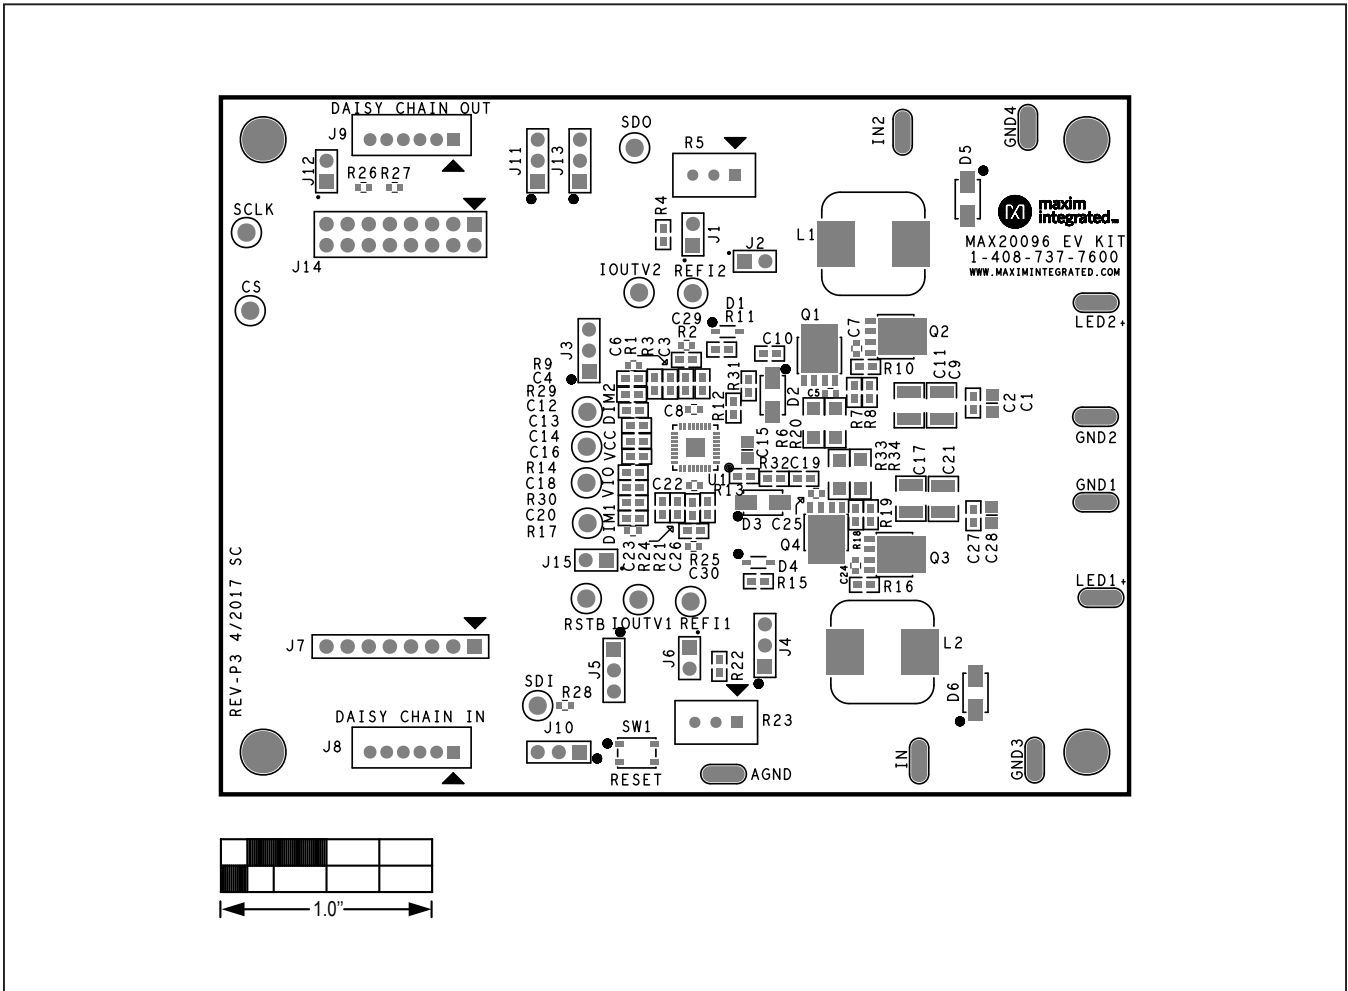 DAISY CHAIN OUT
J9
J12
R26 R27
SCLK
J14
CS
J11
J13
SDO
R5
R4
J1
J2
IOUTV2
REFI2
IN2
GND4
D5
maxim
integrated™
MAX20096 EV KIT
1-408-737-7600
WWW.MAXIMINTEGRATED.COM
L1
LED2+
D1
R11
C29
R2
C10
Q1
C7
Q2
R10
C11
C9
J3
C6
R1
R3
C3
R9
C4
R29
C12
C13
C14
C16
R14
C18
R30
C20
R17
DIM2
VCC
VIO
DIM1
C8
R12
R31
D2
C5
R7
R8
C2
C1
GND2
R6
R20
C15
U1
R13
R32
C19
R33
R34
C17
C21
GND1
C22
D3
C25
R19
R18
Q4
C24
Q3
R16
C27
C28
J15
C23
R24
R21
C26
R25
C30
D4
R15
LED1+
RSTB
IOUTV1
REFI1
REV-P3 4/2017 SC
J7
J5
J6
R22
J4
L2
SDI
R28
D6
DAISY CHAIN IN
J8
J10
SW1
RESET
R23
AGND
IN
GND3
1.0”